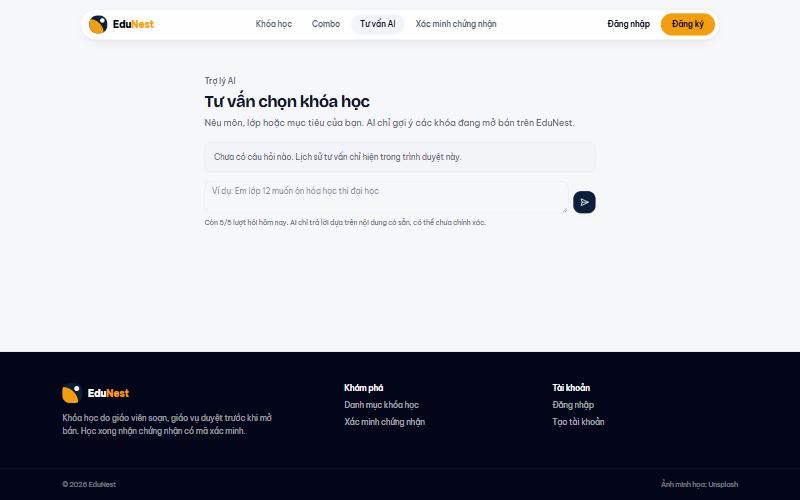 EduNest
Khóa học
Combo
Tư vấn AI
Xác minh chứng nhận
Đăng nhập
Đăng ký
Trợ lý AI
Tư vấn chọn khóa học
Nêu môn, lớp hoặc mục tiêu của bạn. AI chỉ gợi ý các khóa đang mở bán trên EduNest.
Chưa có câu hỏi nào. Lịch sử tư vấn chỉ hiện trong trình duyệt này.
Ví dụ: Em lớp 12 muốn ôn hóa học thi đại học
Còn 5/5 lượt hỏi hôm nay. AI chỉ trả lời dựa trên nội dung có sẵn, có thể chưa chính xác.
EduNest
Khóa học do giáo viên soạn, giáo vụ duyệt trước khi mở
bán. Học xong nhận chứng nhận có mã xác minh.
Khám phá
Danh mục khóa học
Xác minh chứng nhận
Tài khoản
Đăng nhập
Tạo tài khoản
© 2026 EduNest
Ảnh minh họa: Unsplash